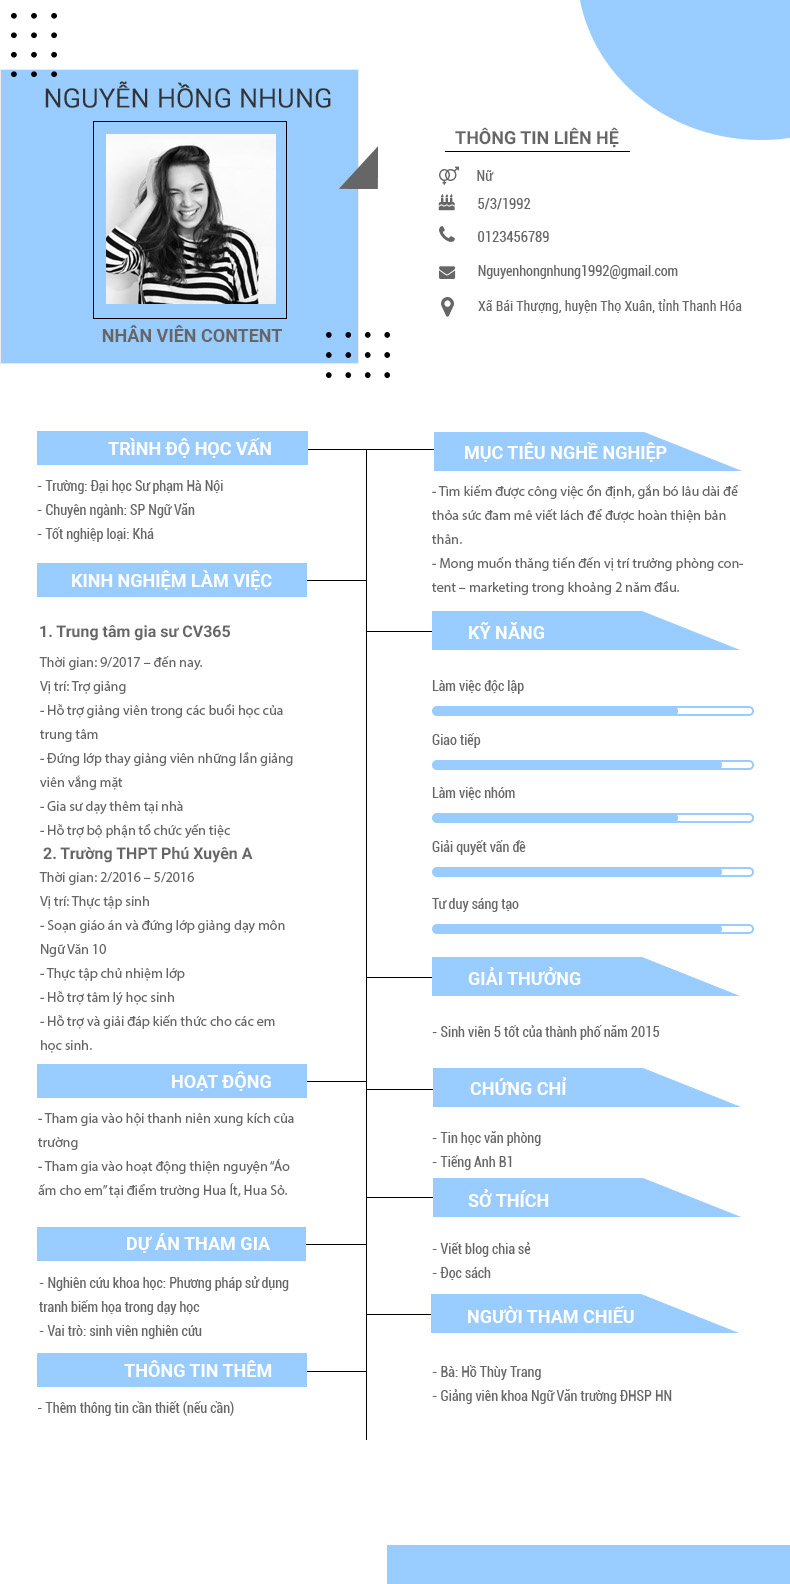 NGUYỄN HỒNG NHUNG
NHÂN VIÊN CONTENT
THÔNG TIN LIÊN HỆ
Nữ
5/3/1992
0123456789
Nguyenhongnhung1992@gmail.com
Xã Bái Thượng, huyện Thọ Xuân, tỉnh Thanh Hóa
TRÌNH ĐỘ HỌC VẤN
- Trường: Đại học Sư phạm Hà Nội
- Chuyên ngành: SP Ngữ Văn
- Tốt nghiệp loại: Khá
KINH NGHIỆM LÀM VIỆC
1. Trung tâm gia sư CV365
Thời gian: 9/2017 – đến nay.
Vị trí: Trợ giảng
- Hỗ trợ giảng viên trong các buổi học của
trung tâm
- Đứng lớp thay giảng viên những lần giảng
viên vắng mặt
- Gia sư dạy thêm tại nhà
- Hỗ trợ bộ phận tổ chức yến tiệc
2. Trường THPT Phú Xuyên A
Thời gian: 2/2016 – 5/2016
Vị trí: Thực tập sinh
- Soạn giáo án và đứng lớp giảng dạy môn
Ngữ Văn 10
- Thực tập chủ nhiệm lớp
- Hỗ trợ tâm lý học sinh
- Hỗ trợ và giải đáp kiến thức cho các em
học sinh.
HOẠT ĐỘNG
- Tham gia vào hội thanh niên xung kích của
trường
- Tham gia vào hoạt động thiện nguyện “Áo
ấm cho em” tại điểm trường Hua Ít, Hua Sỏ.
DỰ ÁN THAM GIA
- Nghiên cứu khoa học: Phương pháp sử dụng
tranh biếm họa trong dạy học
- Vai trò: sinh viên nghiên cứu
THÔNG TIN THÊM
- Thêm thông tin cần thiết (nếu cần)
MỤC TIÊU NGHỀ NGHIỆP
- Tìm kiếm được công việc ổn định, gắn bó lâu dài để
thỏa sức đam mê viết lách để được hoàn thiện bản
thân.
- Mong muốn thăng tiến đến vị trí trưởng phòng con-
tent – marketing trong khoảng 2 năm đầu.
KỸ NĂNG
Làm việc độc lập
Giao tiếp
Làm việc nhóm
Giải quyết vấn đề
Tư duy sáng tạo
GIẢI THƯỞNG
- Sinh viên 5 tốt của thành phố năm 2015
CHỨNG CHỈ
- Tin học văn phòng
- Tiếng Anh B1
SỞ THÍCH
- Viết blog chia sẻ
- Đọc sách
NGƯỜI THAM CHIẾU
- Bà: Hồ Thùy Trang
- Giảng viên khoa Ngữ Văn trường ĐHSP HN